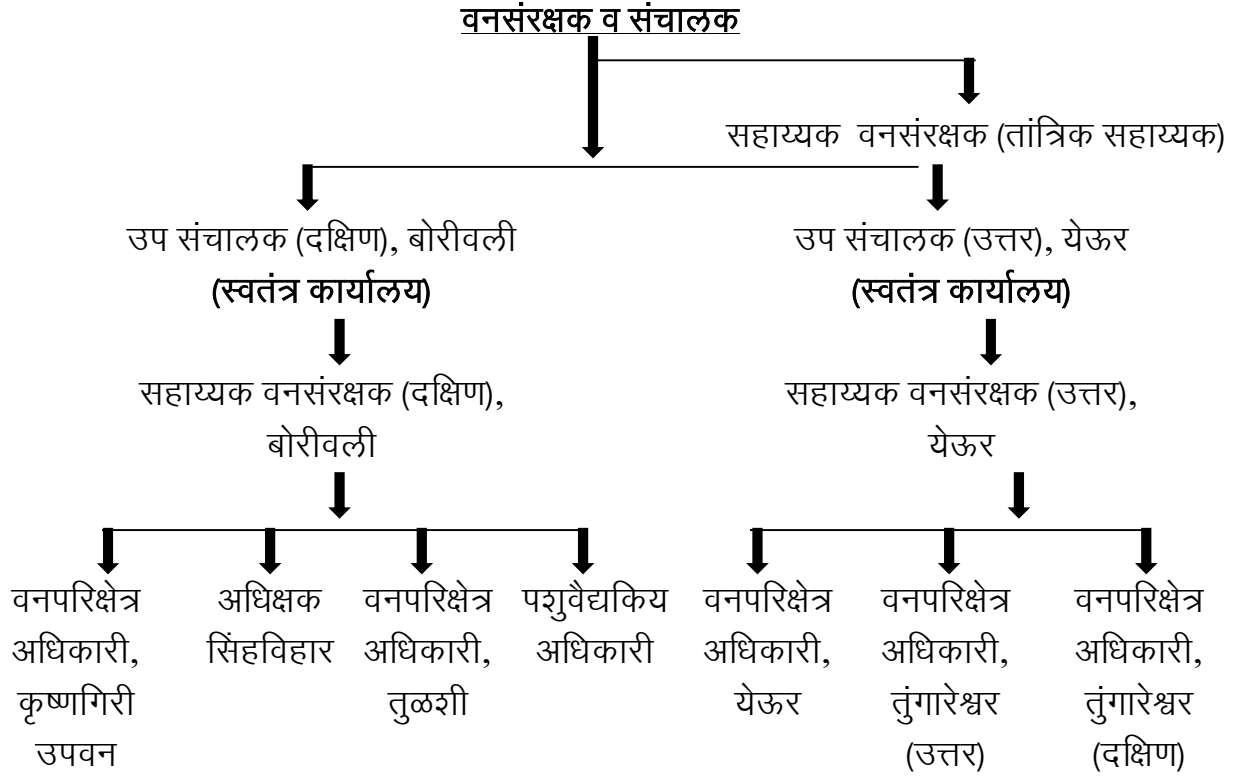 वनसंरक्षक व संचालक
सहाय्यक वनसंरक्षक (तांत्रिक सहाय्यक)
उप संचालक (दक्षिण), बोरीवली
(स्वतंत्र कार्यालय)
उप संचालक (उत्तर), येऊर
(स्वतंत्र कार्यालय)
सहाय्यक वनसंरक्षक (दक्षिण),
बोरीवली
सहाय्यक वनसंरक्षक (उत्तर),
येऊर
वनपरिक्षेत्र
अधिकारी,
कृष्णगिरी
उपवन
अधिक्षक
सिंहविहार
वनपरिक्षेत्र
अधिकारी,
तुळशी
पशुवैद्यकिय
अधिकारी
वनपरिक्षेत्र
अधिकारी,
येऊर
वनपरिक्षेत्र
अधिकारी,
तुंगारेश्वर
(उत्तर)
वनपरिक्षेत्र
अधिकारी,
तुंगारेश्वर
(दक्षिण)